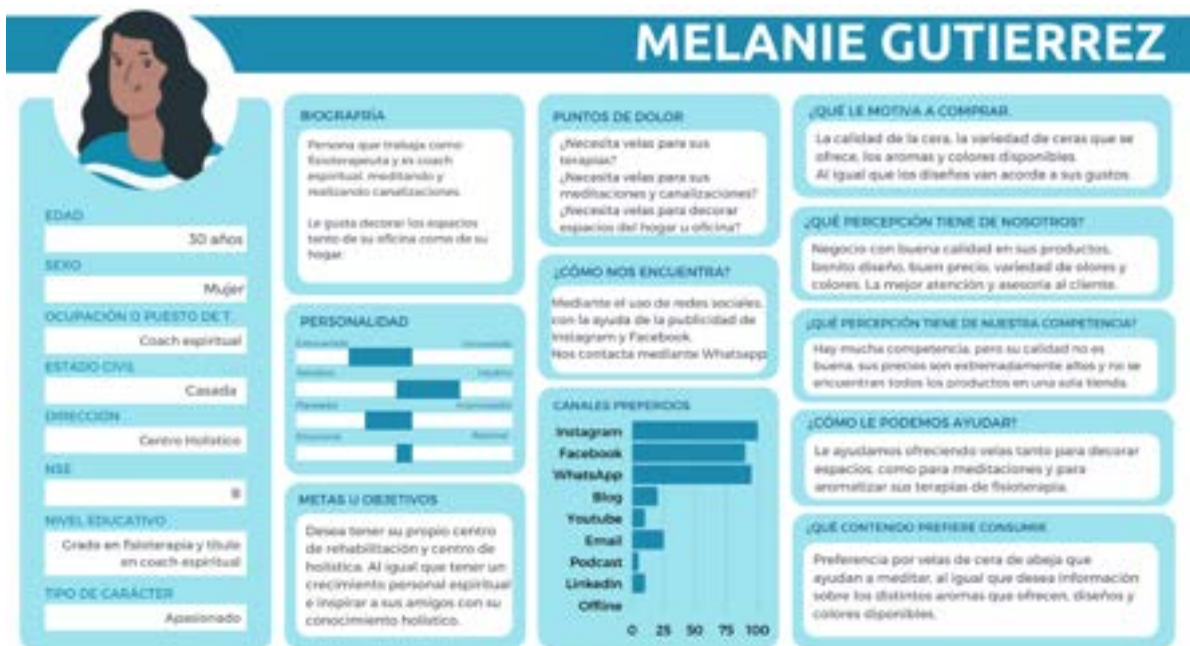 MELANIE GUTIERREZ
EDAD
30 años
SEXO
Mujer
OCUPACIÓN O PUESTO DE T.
Coach espiritual
ESTADO CIVIL
Casada
DIRECCIÓN
Centro Holístico
NSE
B
NIVEL EDUCATIVO
Grado en fisioterapia y título
en coach espiritual
TIPO DE CARÁCTER
Apasionado
BIOGRAFRÍA
Persona que trabaja como
fisioterapeuta y es coach
espiritual, meditando y
realizando canalizaciones.
Le gusta decorar los espacios
tanto de su oficina como de su
hogar.
PERSONALIDAD
METAS U OBJETIVOS
Desea tener su propio centro
de rehabilitación y centro de
holística. Al igual que tener un
crecimiento personal espiritual
e inspirar a sus amigos con su
conocimiento holístico.
PUNTOS DE DOLOR
¿Necesita velas para sus
terapias?
¿Necesita velas para sus
meditaciones y canalizaciones?
¿Necesita velas para decorar
espacios del hogar u oficina?
¿CÓMO NOS ENCUENTRA?
Mediante el uso de redes sociales,
con la ayuda de la publicidad de
Instagram y Facebook.
Nos contacta mediante Whatsapp
CANALES PREFERIDOS
Instagram
Facebook
WhatsApp
Blog
Youtube
Email
Podcast
LinkedIn
Offline
0 25 50 75 100
¿QUÉ LE MOTIVA A COMPRAR
La calidad de la cera, la variedad de ceras que se
ofrece, los aromas y colores disponibles.
Al igual que los diseños van acorde a sus gustos
¿QUÉ PERCEPCIÓN TIENE DE NOSOTROS?
Negocio con buena calidad en sus productos,
bonito diseño, buen precio, variedad de olores y
colores. La mejor atención y asesoría al cliente.
¿QUÉ PERCEPCIÓN TIENE DE NUESTRA COMPETENCIA?
Hay mucha competencia, pero su calidad no es
buena, sus precios son extremadamente altos y no se
encuentran todos los productos en una sola tienda.
¿CÓMO LE PODEMOS AYUDAR?
Le ayudamos ofreciendo velas tanto para decorar
espacios, como para meditaciones y para
aromatizar sus terapias de fisioterapia.
¿QUÉ CONTENIDO PREFIERE CONSUMIR
Preferencia por velas de cera de abeja que
ayudan a meditar, al igual que desea información
sobre los distintos aromas que ofrecen, diseños y
colores diponibles.